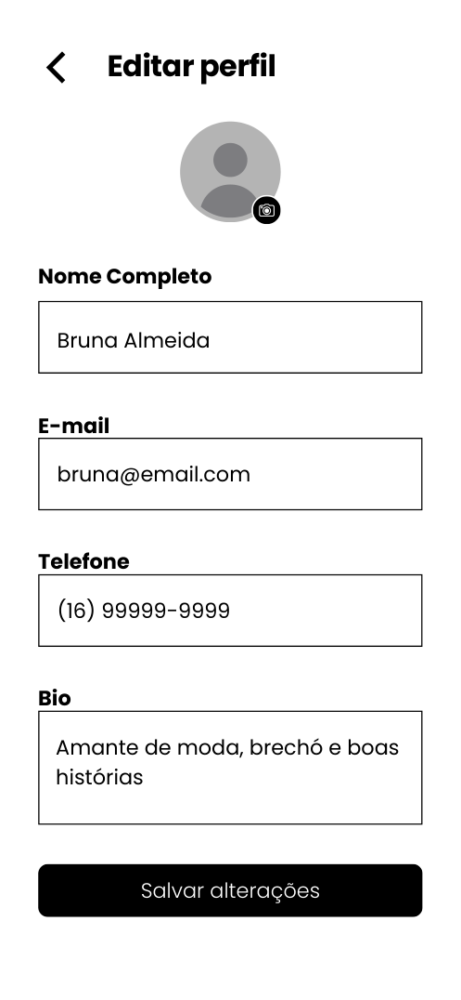 Editar perfil
Nome Completo
Bruna Almeida
E-mail
bruna@email.com
Telefone
(16) 99999-9999
Bio
Amante de moda, brechó e boas
histórias
Salvar alterações